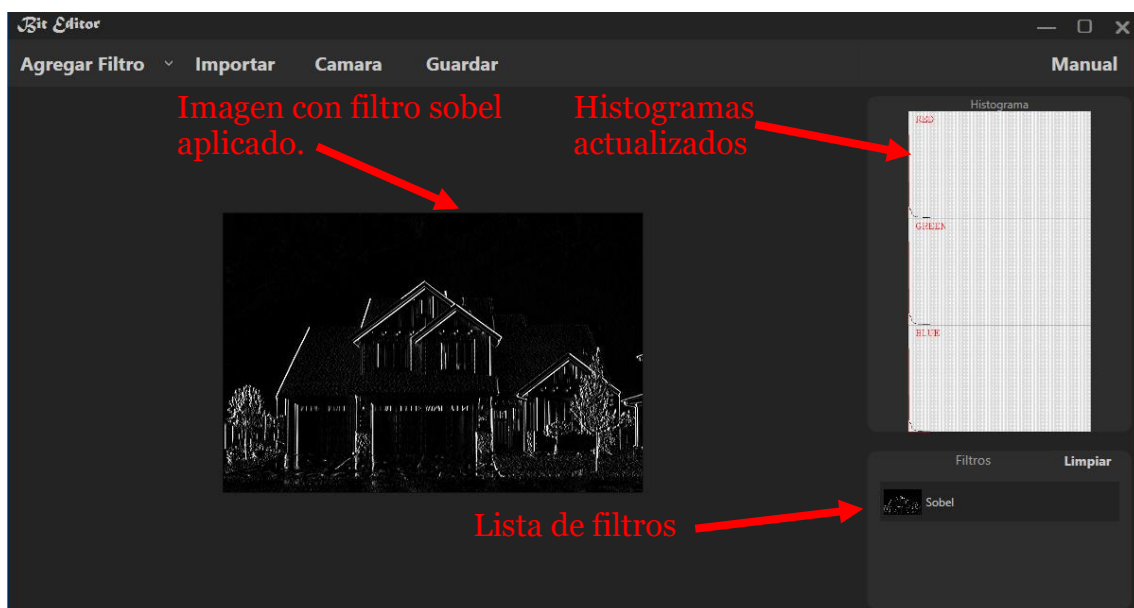 Bit Editor
Agregar Filtro Importar Camara Guardar Manual
Imagen con filtro sobel
aplicado.
Histogramas
actualizados
Histograma
RED
GREEN
BLUE
Filtros Limpiar
Sobel
Lista de filtros